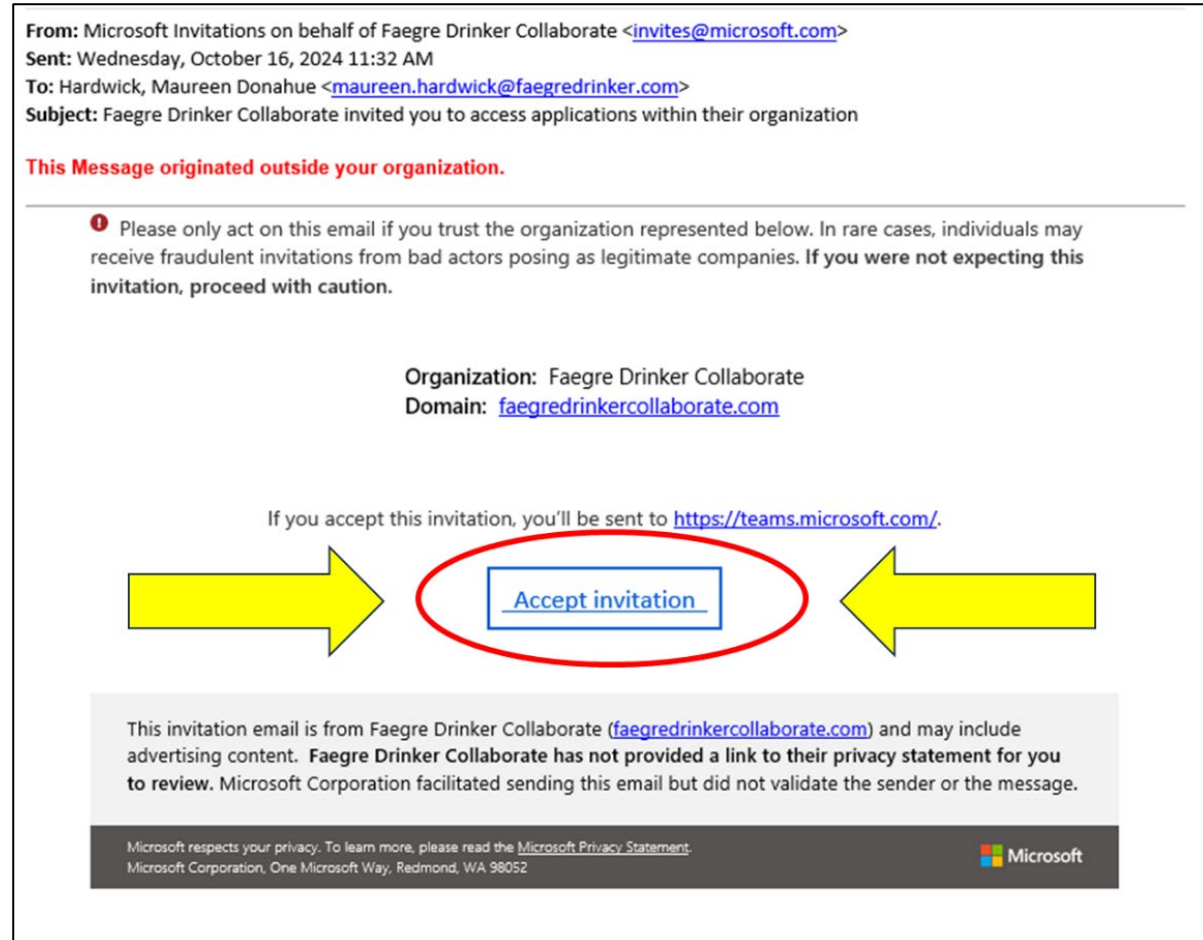 From: Microsoft Invitations on behalf of Faegre Drinker Collaborate <invites@microsoft.com>
Sent: Wednesday, October 16, 2024 11:32 AM
To: Hardwick, Maureen Donahue <maureen.hardwick@faegredrinker.com>
Subject: Faegre Drinker Collaborate invited you to access applications within their organization
This Message originated outside your organization.
Please only act on this email if you trust the organization represented below. In rare cases, individuals may
receive fraudulent invitations from bad actors posing as legitimate companies. If you were not expecting this
invitation, proceed with caution.
Organization: Faegre Drinker Collaborate
Domain: faegredrinkercollaborate.com
If you accept this invitation, you'll be sent to https://teams.microsoft.com/.
Accept invitation
This invitation email is from Faegre Drinker Collaborate (faegredrinkercollaborate.com) and may include
advertising content. Faegre Drinker Collaborate has not provided a link to their privacy statement for you
to review. Microsoft Corporation facilitated sending this email but did not validate the sender or the message.
Microsoft respects your privacy. To learn more, please read the Microsoft Privacy Statement.
Microsoft Corporation, One Microsoft Way, Redmond, WA 98052
Microsoft